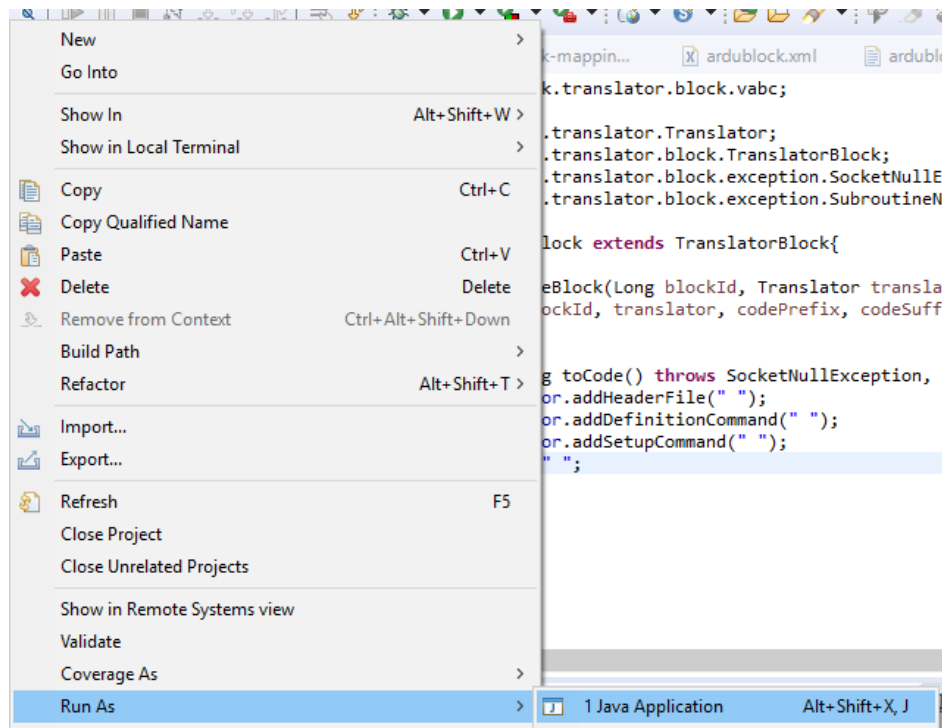 New
Go Into
Show In Alt+Shift+W
Show in Local Terminal
Copy Ctrl+C
Copy Qualified Name
Paste Ctrl+V
Delete Delete
Remove from Context Ctrl+Alt+Shift+Down
Build Path
Refactor Alt+Shift+T
Import...
Export...
Refresh F5
Close Project
Close Unrelated Projects
Show in Remote Systems view
Validate
Coverage As
Run As
1 Java Application Alt+Shift+X, J
k-mappin... ardublock.xml ardublo
k.translator.block.vabc;
.translator.Translator;
.translator.block.TranslatorBlock;
.translator.block.exception.SocketNullE
.translator.block.exception.SubroutineN
lock extends TranslatorBlock{
eBlock(Long blockId, Translator transla
ockId, translator, codePrefix, codeSuff
g toCode() throws SocketNullException,
or.addHeaderFile(" ");
or.addDefinitionCommand(" ");
or.addSetupCommand(" ");
" ";